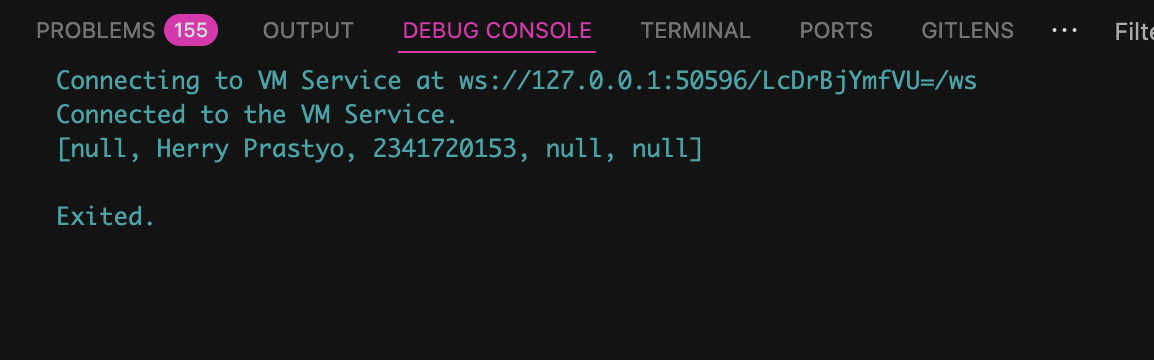 PROBLEMS 155 OUTPUT DEBUG CONSOLE TERMINAL PORTS GITLENS ··· Filte
Connecting to VM Service at ws://127.0.0.1:50596/LcDrBjYmfVU=/ws
Connected to the VM Service.
[null, Herry Prastyo, 2341720153, null, null]
Exited.